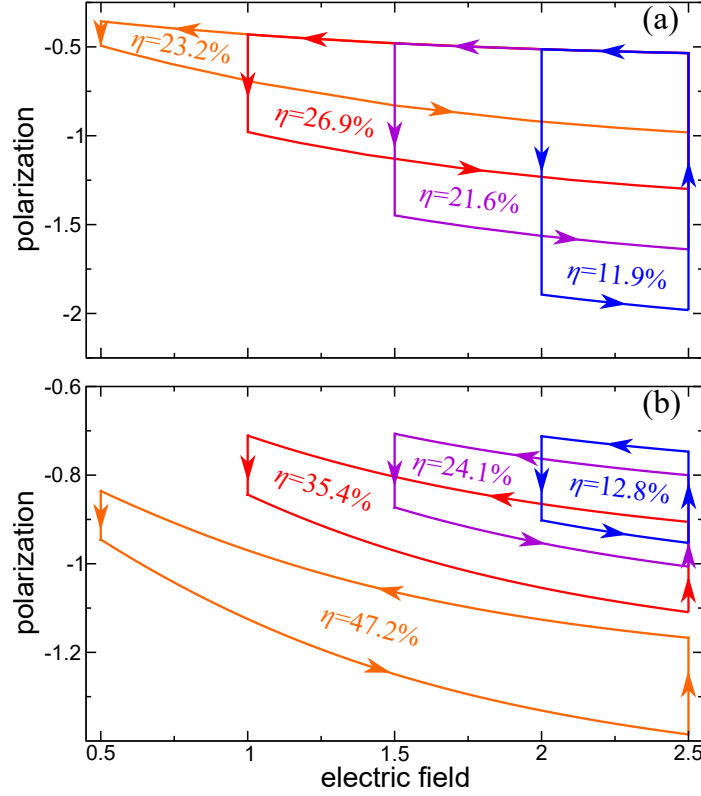 (a)
-0.5
η=23.2%
-1
η=26.9%
polarization
-1.5
η=21.6%
η=11.9%
-2
-0.6
(b)
-0.8
η=35.4%
η=24.1%
η=12.8%
polarization
-1
η=47.2%
-1.2
0.5
1
1.5
2
2.5
electric field